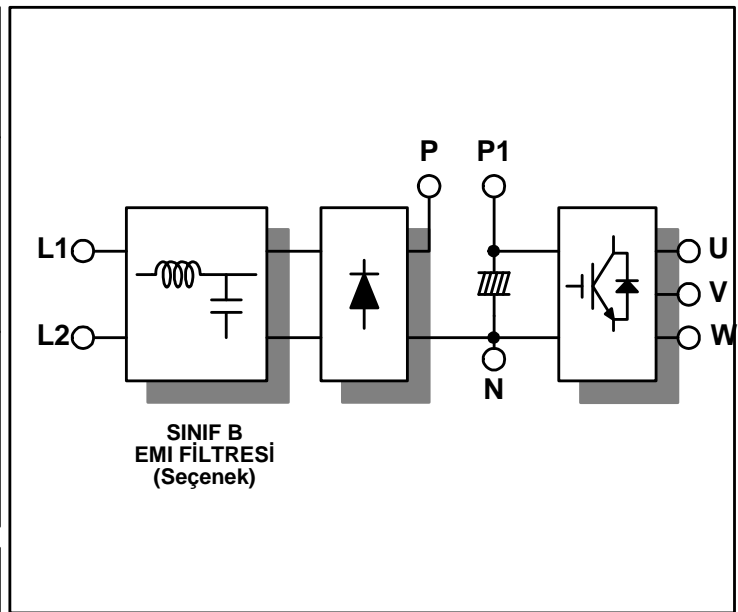 P
P1
L1
U
V
L2
W
N
SINIF B
EMI FİLTRESİ
(Seçenek)